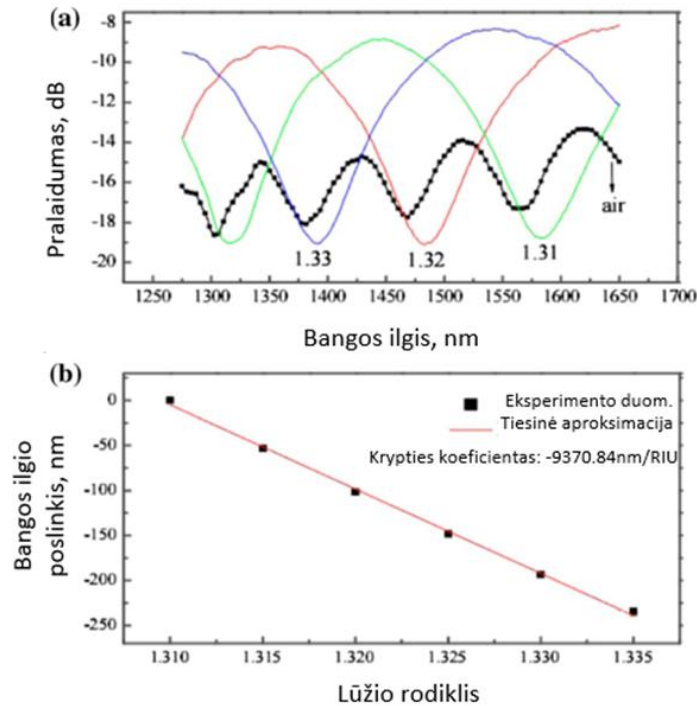 (a)
-8
-10
-12
-14
-16
-18
-20
Pralaidumas, dB
1.33
1.32
1.31
air
1250 1300 1350 1400 1450 1500 1550 1600 1650 1700
Bangos ilgis, nm
(b)
0
-50
-100
-150
-200
-250
Bangos ilgio
poslinkis, nm
Eksperimento duom.
Tiesinė aproksimacija
Krypties koeficientas: -9370.84nm/RIU
1.310 1.315 1.320 1.325 1.330 1.335
Lūžio rodiklis